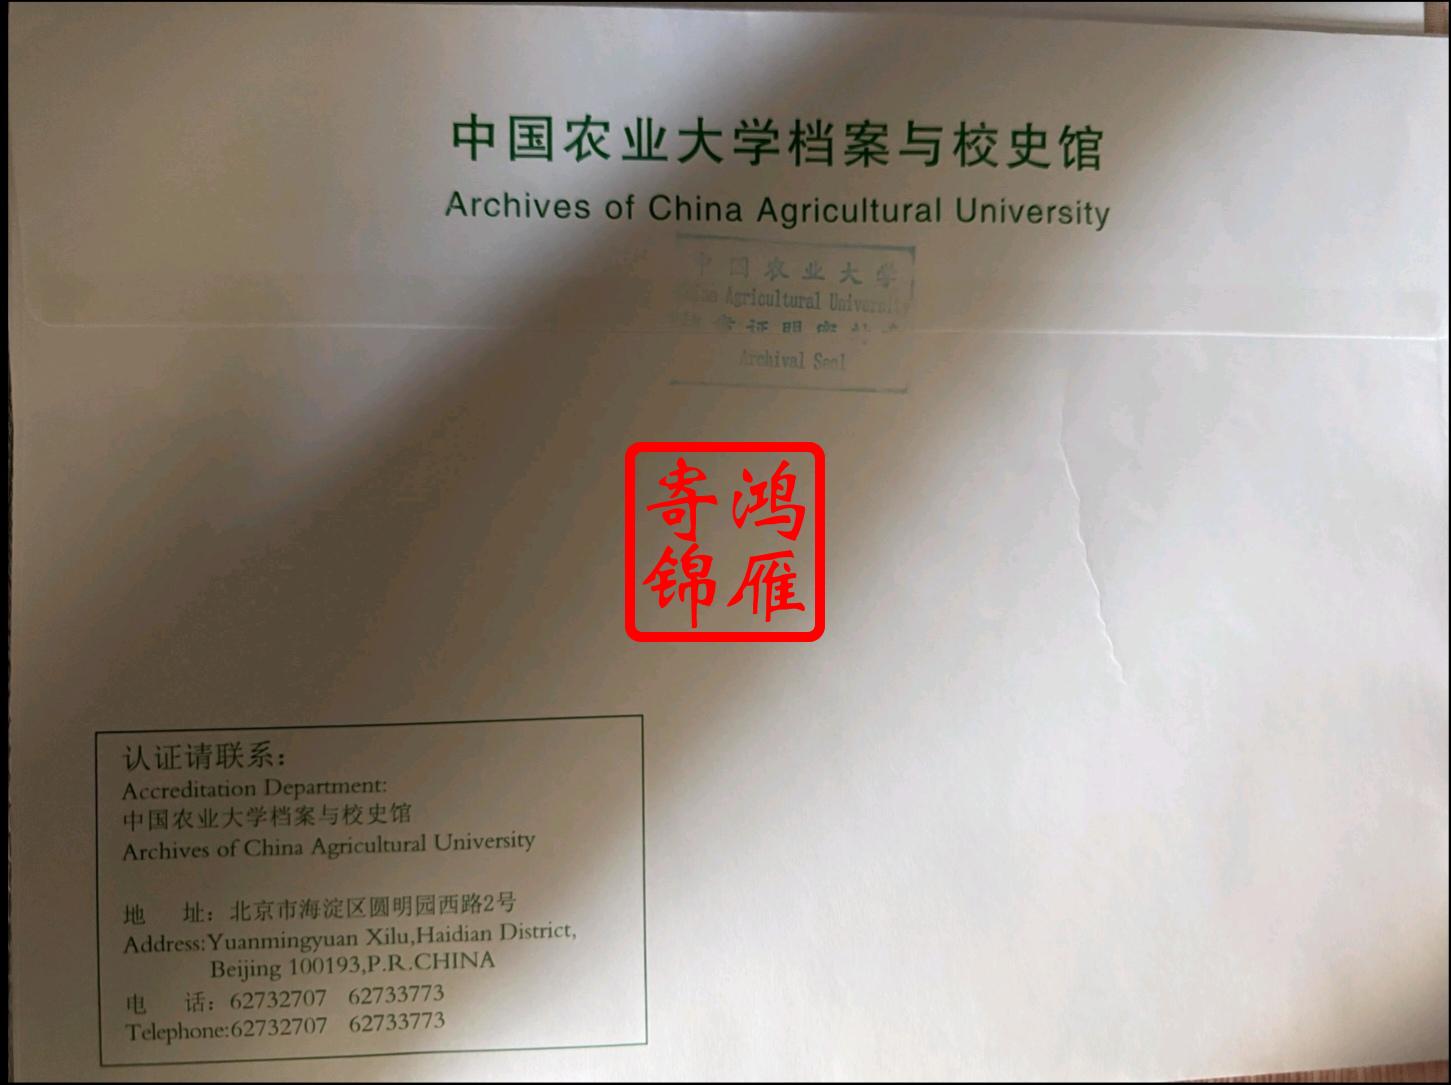 中国农业大学档案与校史馆
Archives of China Agricultural University
中国农业大学
Agricultural University
证明
Archival Seal
鸿雁
寄锦
认证请联系：
Accreditation Department:
中国农业大学档案与校史馆
Archives of China Agricultural University
地 址：北京市海淀区圆明园西路2号
Address:Yuanmingyuan Xilu,Haidian District,
Beijing 100193,P.R.CHINA
电 话：62732707 62733773
Telephone:62732707 62733773